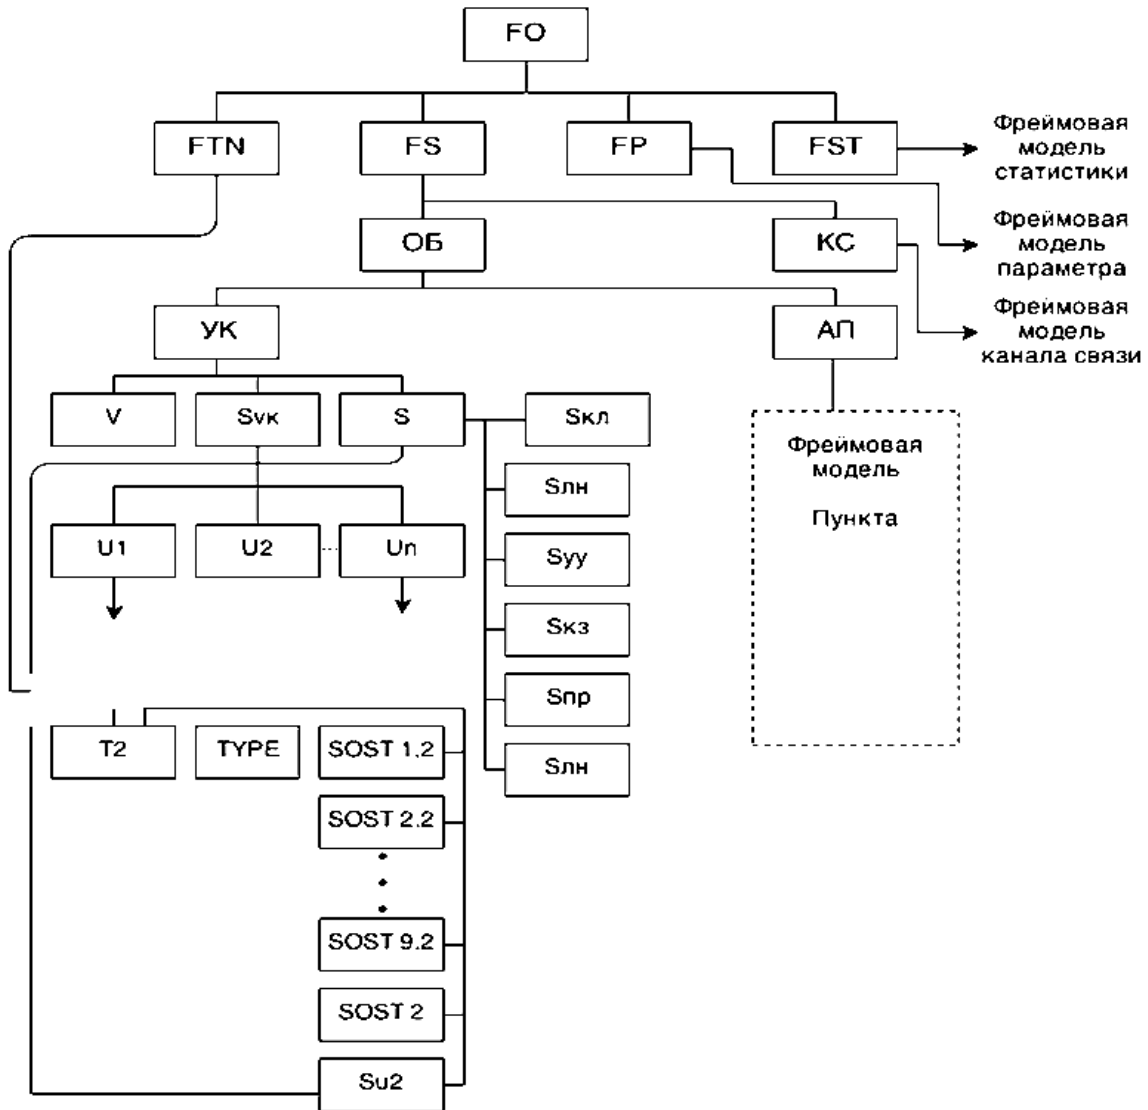 FO
FTN
FS
FP
FST
Фреймовая
модель
статистики
ОБ
КС
Фреймовая
модель
параметра
УК
АП
Фреймовая
модель
канала связи
V
Svк
S
Sкл
Фреймовая
модель
Пункта
Sлн
U1
U2
Un
Sуу
Sкз
Sпр
T2
TYPE
SOST 1,2
Sлн
SOST 2.2
SOST 9.2
SOST 2
Su2